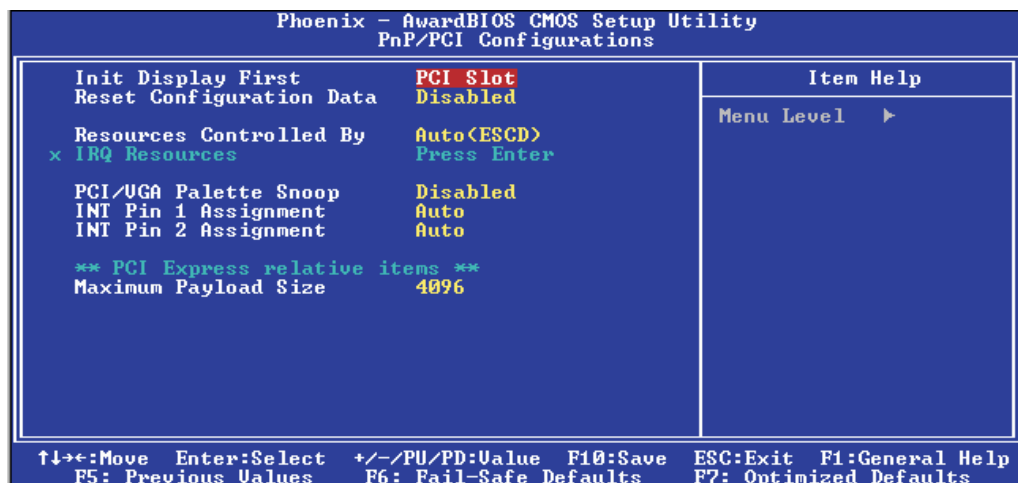 Phoenix - AwardBIOS CMOS Setup Utility
PnP/PCI Configurations
Init Display First PCI Slot
Reset Configuration Data Disabled
Resources Controlled By Auto(ESCD)
x IRQ Resources Press Enter
PCI/VGA Palette Snoop Disabled
INT Pin 1 Assignment Auto
INT Pin 2 Assignment Auto
** PCI Express relative items **
Maximum Payload Size 4096
Item Help
Menu Level ▶
↑↓→←:Move Enter:Select +/-/PU/PD:Value F10:Save ESC:Exit F1:General Help
F5: Previous Values F6: Fail-Safe Defaults F7: Optimized Defaults